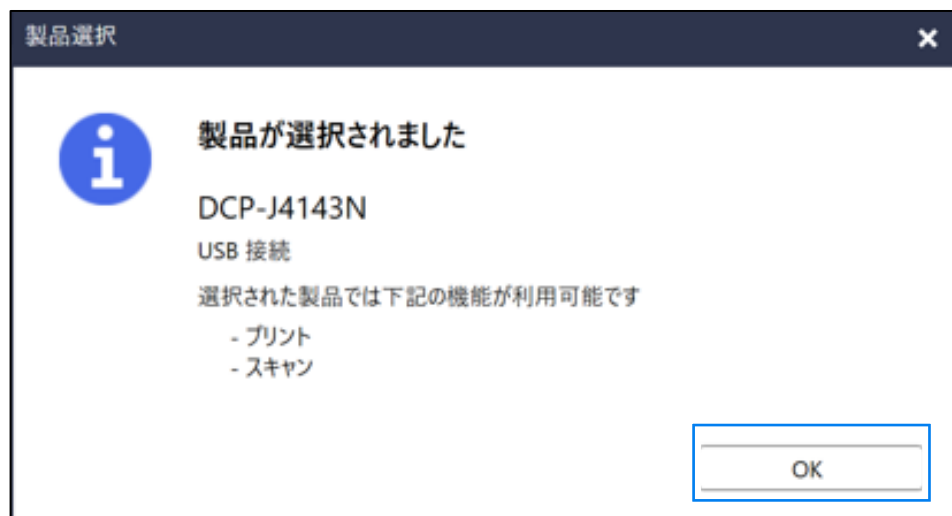 製品選択
製品が選択されました
DCP-J4143N
USB 接続
選択された製品では下記の機能が利用可能です
- プリント
- スキャン
OK